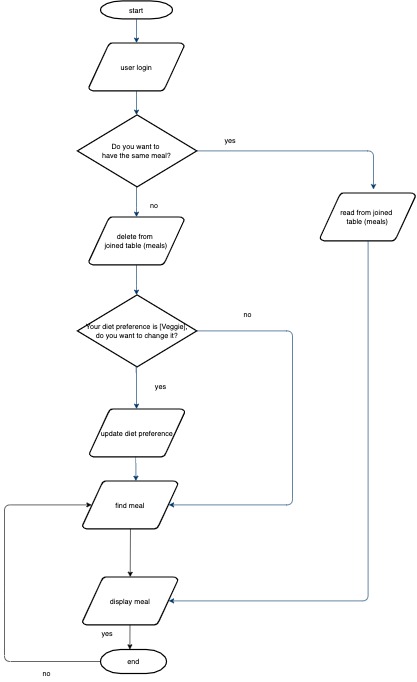 start
user login
Do you want to
have the same meal?
yes
no
delete from
joined table (meals)
read from joined
table (meals)
Your diet preference is [Veggie],
do you want to change it?
no
yes
update diet preference
find meal
display meal
yes
end
no